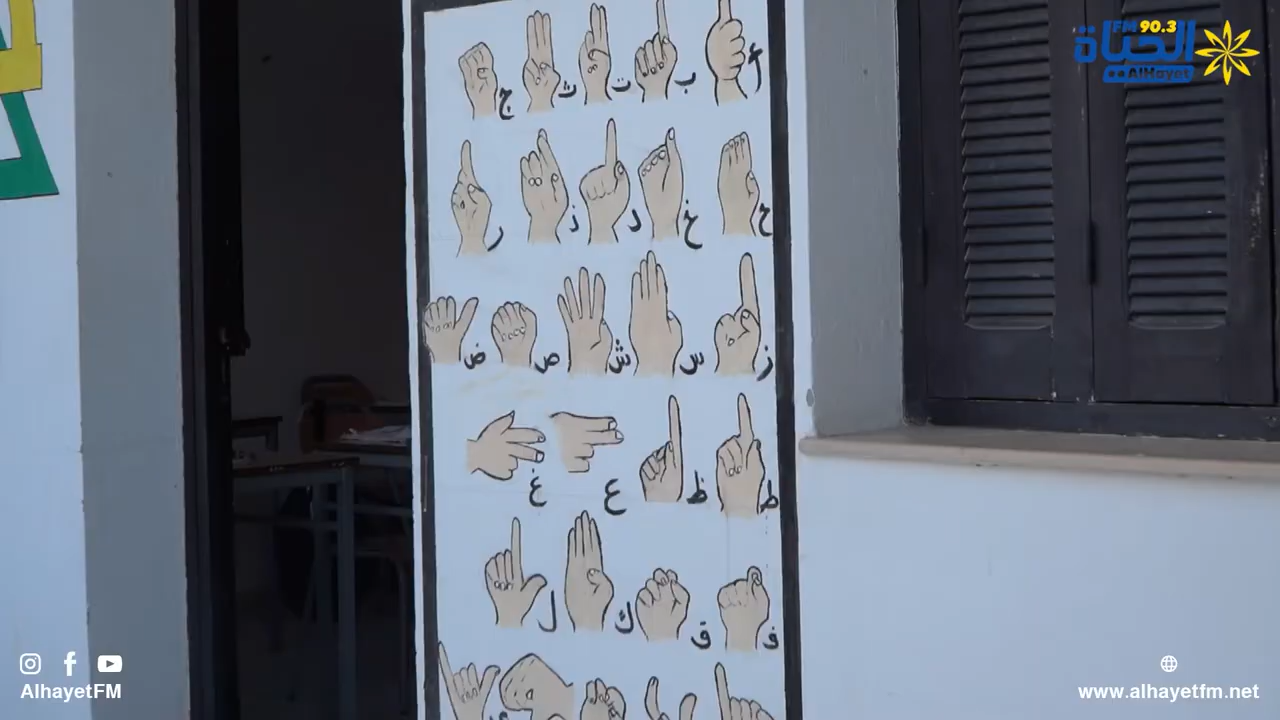 FM 90.3
الحياة
AlHayet
أ ب ت ث ج
ح خ د ذ ر
ز س ش ص ض
ط ظ ع غ
ف ق ك ل
AlhayetFM
www.alhayetfm.net